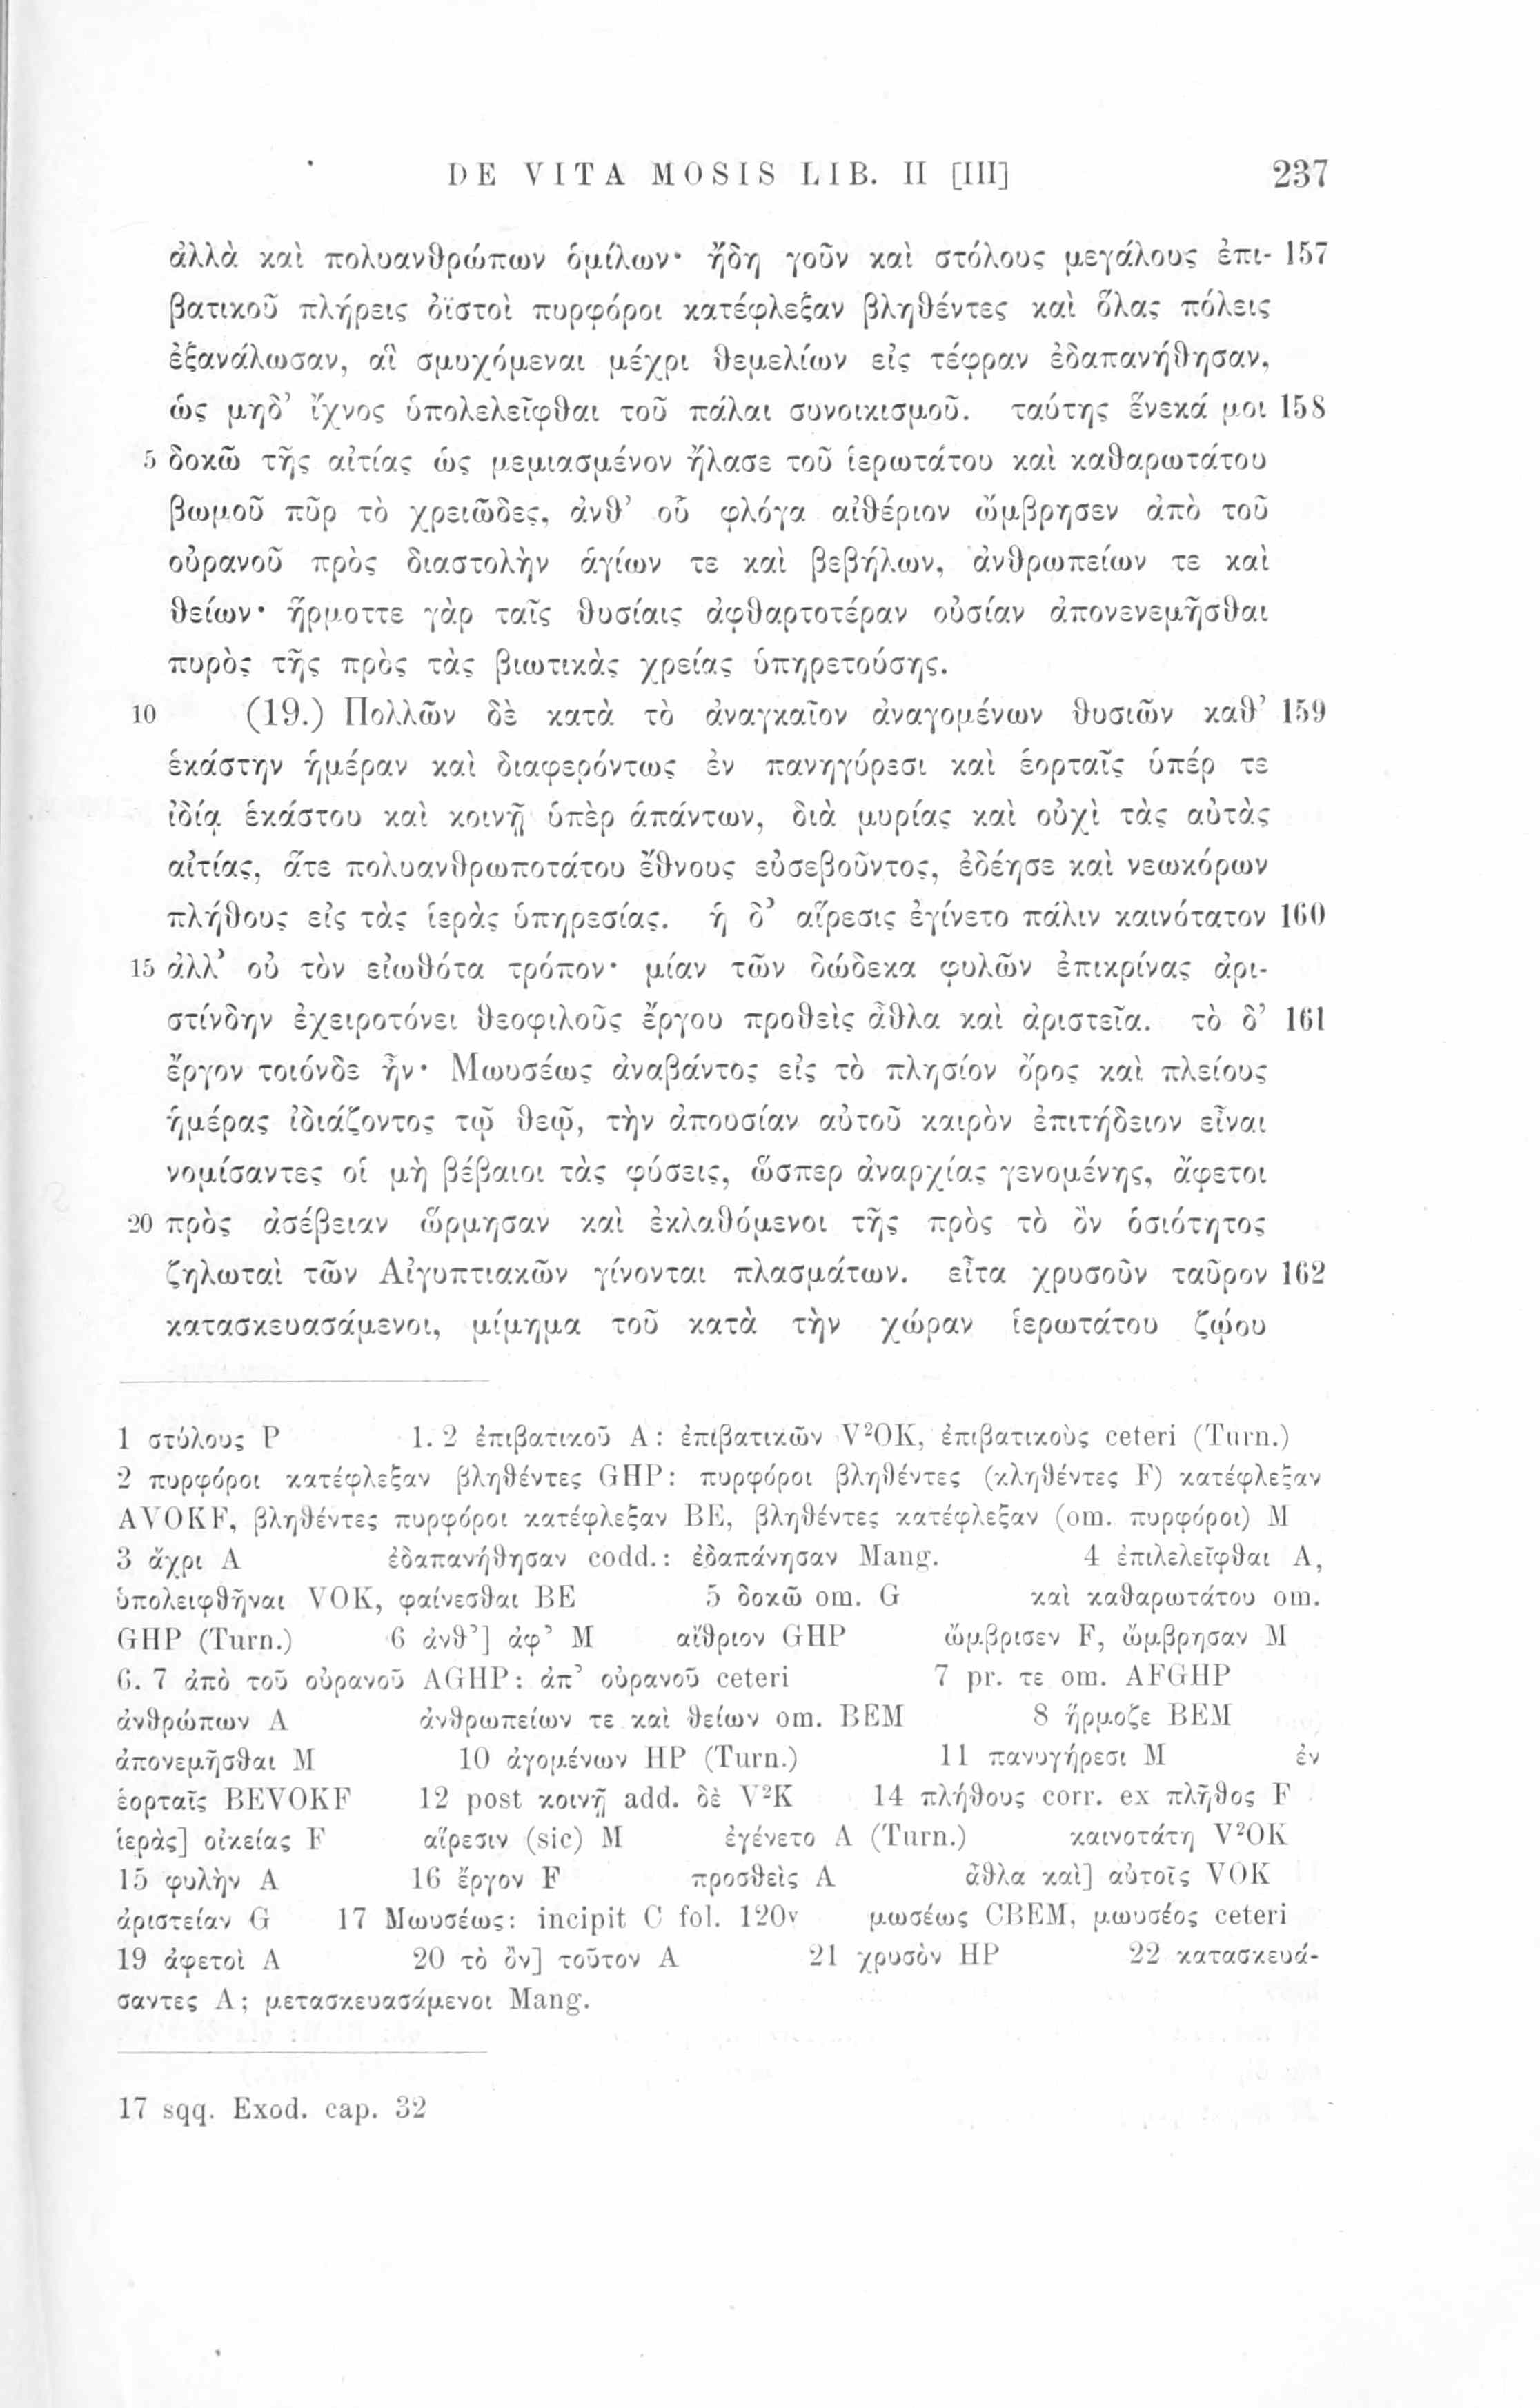 DE VITA MOSIS LIB. II [III] 237
ἀλλὰ καὶ πολυανθρώπων ὁμίλων· ἤδη γοῦν καὶ στόλους μεγάλους ἐπι- 157
βατικοῦ πλήρεις ὀϊστοὶ πυρφόροι κατέφλεξαν βληθέντες καὶ ὅλας πόλεις
ἐξανάλωσαν, αἳ σμυχόμεναι μέχρι θεμελίων εἰς τέφραν ἐδαπανήθησαν,
ὡς μηδ’ ἴχνος ὑπολελεῖφθαι τοῦ πάλαι συνοικισμοῦ. ταύτης ἕνεκά μοι 158
5 δοκῶ τῆς αἰτίας ὡς μεμιασμένον ἤλασε τοῦ ἱερωτάτου καὶ καθαρωτάτου
βωμοῦ πῦρ τὸ χρειῶδες, ἀνθ’ οὗ φλόγα αἰθέριον ὤμβρησεν ἀπὸ τοῦ
οὐρανοῦ πρὸς διαστολὴν ἁγίων τε καὶ βεβήλων, ἀνθρωπείων τε καὶ
θείων· ἥρμοττε γὰρ ταῖς θυσίαις ἀφθαρτοτέραν οὐσίαν ἀπονενεμῆσθαι
πυρὸς τῆς πρὸς τὰς βιωτικὰς χρείας ὑπηρετούσης.
10 (19.) Πολλῶν δὲ κατὰ τὸ ἀναγκαῖον ἀναγομένων θυσιῶν καθ’ 159
ἑκάστην ἡμέραν καὶ διαφερόντως ἐν πανηγύρεσι καὶ ἑορταῖς ὑπέρ τε
ἰδίᾳ ἑκάστου καὶ κοινῇ ὑπὲρ ἁπάντων, διὰ μυρίας καὶ οὐχὶ τὰς αὐτὰς
αἰτίας, ἅτε πολυανθρωποτάτου ἔθνους εὐσεβοῦντος, ἐδέησε καὶ νεωκόρων
πλήθους εἰς τὰς ἱερὰς ὑπηρεσίας. ἡ δ’ αἵρεσις ἐγίνετο πάλιν καινότατον 160
15 ἀλλ’ οὐ τὸν εἰωθότα τρόπον· μίαν τῶν δώδεκα φυλῶν ἐπικρίνας ἀρι-
στίνδην ἐχειροτόνει θεοφιλοῦς ἔργου προθεὶς ἆθλα καὶ ἀριστεῖα. τὸ δ’ 161
ἔργον τοιόνδε ἦν· Μωυσέως ἀναβάντος εἰς τὸ πλησίον ὄρος καὶ πλείους
ἡμέρας ἰδιάζοντος τῷ θεῷ, τὴν ἀπουσίαν αὐτοῦ καιρὸν ἐπιτήδειον εἶναι
νομίσαντες οἱ μὴ βέβαιοι τὰς φύσεις, ὥσπερ ἀναρχίας γενομένης, ἄφετοι
20 πρὸς ἀσέβειαν ὥρμησαν καὶ ἐκλαθόμενοι τῆς πρὸς τὸ ὂν ὁσιότητος
ζηλωταὶ τῶν Αἰγυπτιακῶν γίνονται πλασμάτων. εἶτα χρυσοῦν ταῦρον 162
κατασκευασάμενοι, μίμημα τοῦ κατὰ τὴν χώραν ἱερωτάτου ζῴου
1 στύλους P 1. 2 ἐπιβατικοῦ A: ἐπιβατικῶν V²OK, ἐπιβατικοὺς ceteri (Turn.)
2 πυρφόροι κατέφλεξαν βληθέντες GHP: πυρφόροι βληθέντες (κληθέντες F) κατέφλεξαν
AVOKF, βληθέντες πυρφόροι κατέφλεξαν BE, βληθέντες κατέφλεξαν (om. πυρφόροι) M
3 ἄχρι A ἐδαπανήθησαν codd.: ἐδαπάνησαν Mang. 4 ἐπιλελεῖφθαι A,
ὑπολειφθῆναι VOK, φαίνεσθαι BE 5 δοκῶ om. G καὶ καθαρωτάτου om.
GHP (Turn.) 6 ἀνθ’] ἀφ’ M αἴθριον GHP ὤμβρισεν F, ὤμβρησαν M
6. 7 ἀπὸ τοῦ οὐρανοῦ AGHP: ἀπ’ οὐρανοῦ ceteri 7 pr. τε om. AFGHP
ἀνθρώπων A ἀνθρωπείων τε καὶ θείων om. BEM 8 ἥρμοζε BEM
ἀπονεμῆσθαι M 10 ἀγομένων HP (Turn.) 11 πανυγήρεσι M ἐν
ἑορταῖς BEVOKF 12 post κοινῇ add. δὲ V²K 14 πλήθους corr. ex πλῆθος F
ἱερὰς] οἰκείας F αἵρεσιν (sic) M ἐγένετο A (Turn.) καινοτάτη V²OK
15 φυλὴν A 16 ἔργον F προσθεὶς A ἆθλα καὶ] αὐτοῖς VOK
ἀριστείαν G 17 Μωυσέως: incipit C fol. 120v μωσέως CBEM, μωυσέος ceteri
19 ἀφετοὶ A 20 τὸ ὂν] τοῦτον A 21 χρυσὸν HP 22 κατασκευά-
σαντες A; μετασκευασάμενοι Mang.
17 sqq. Exod. cap. 32